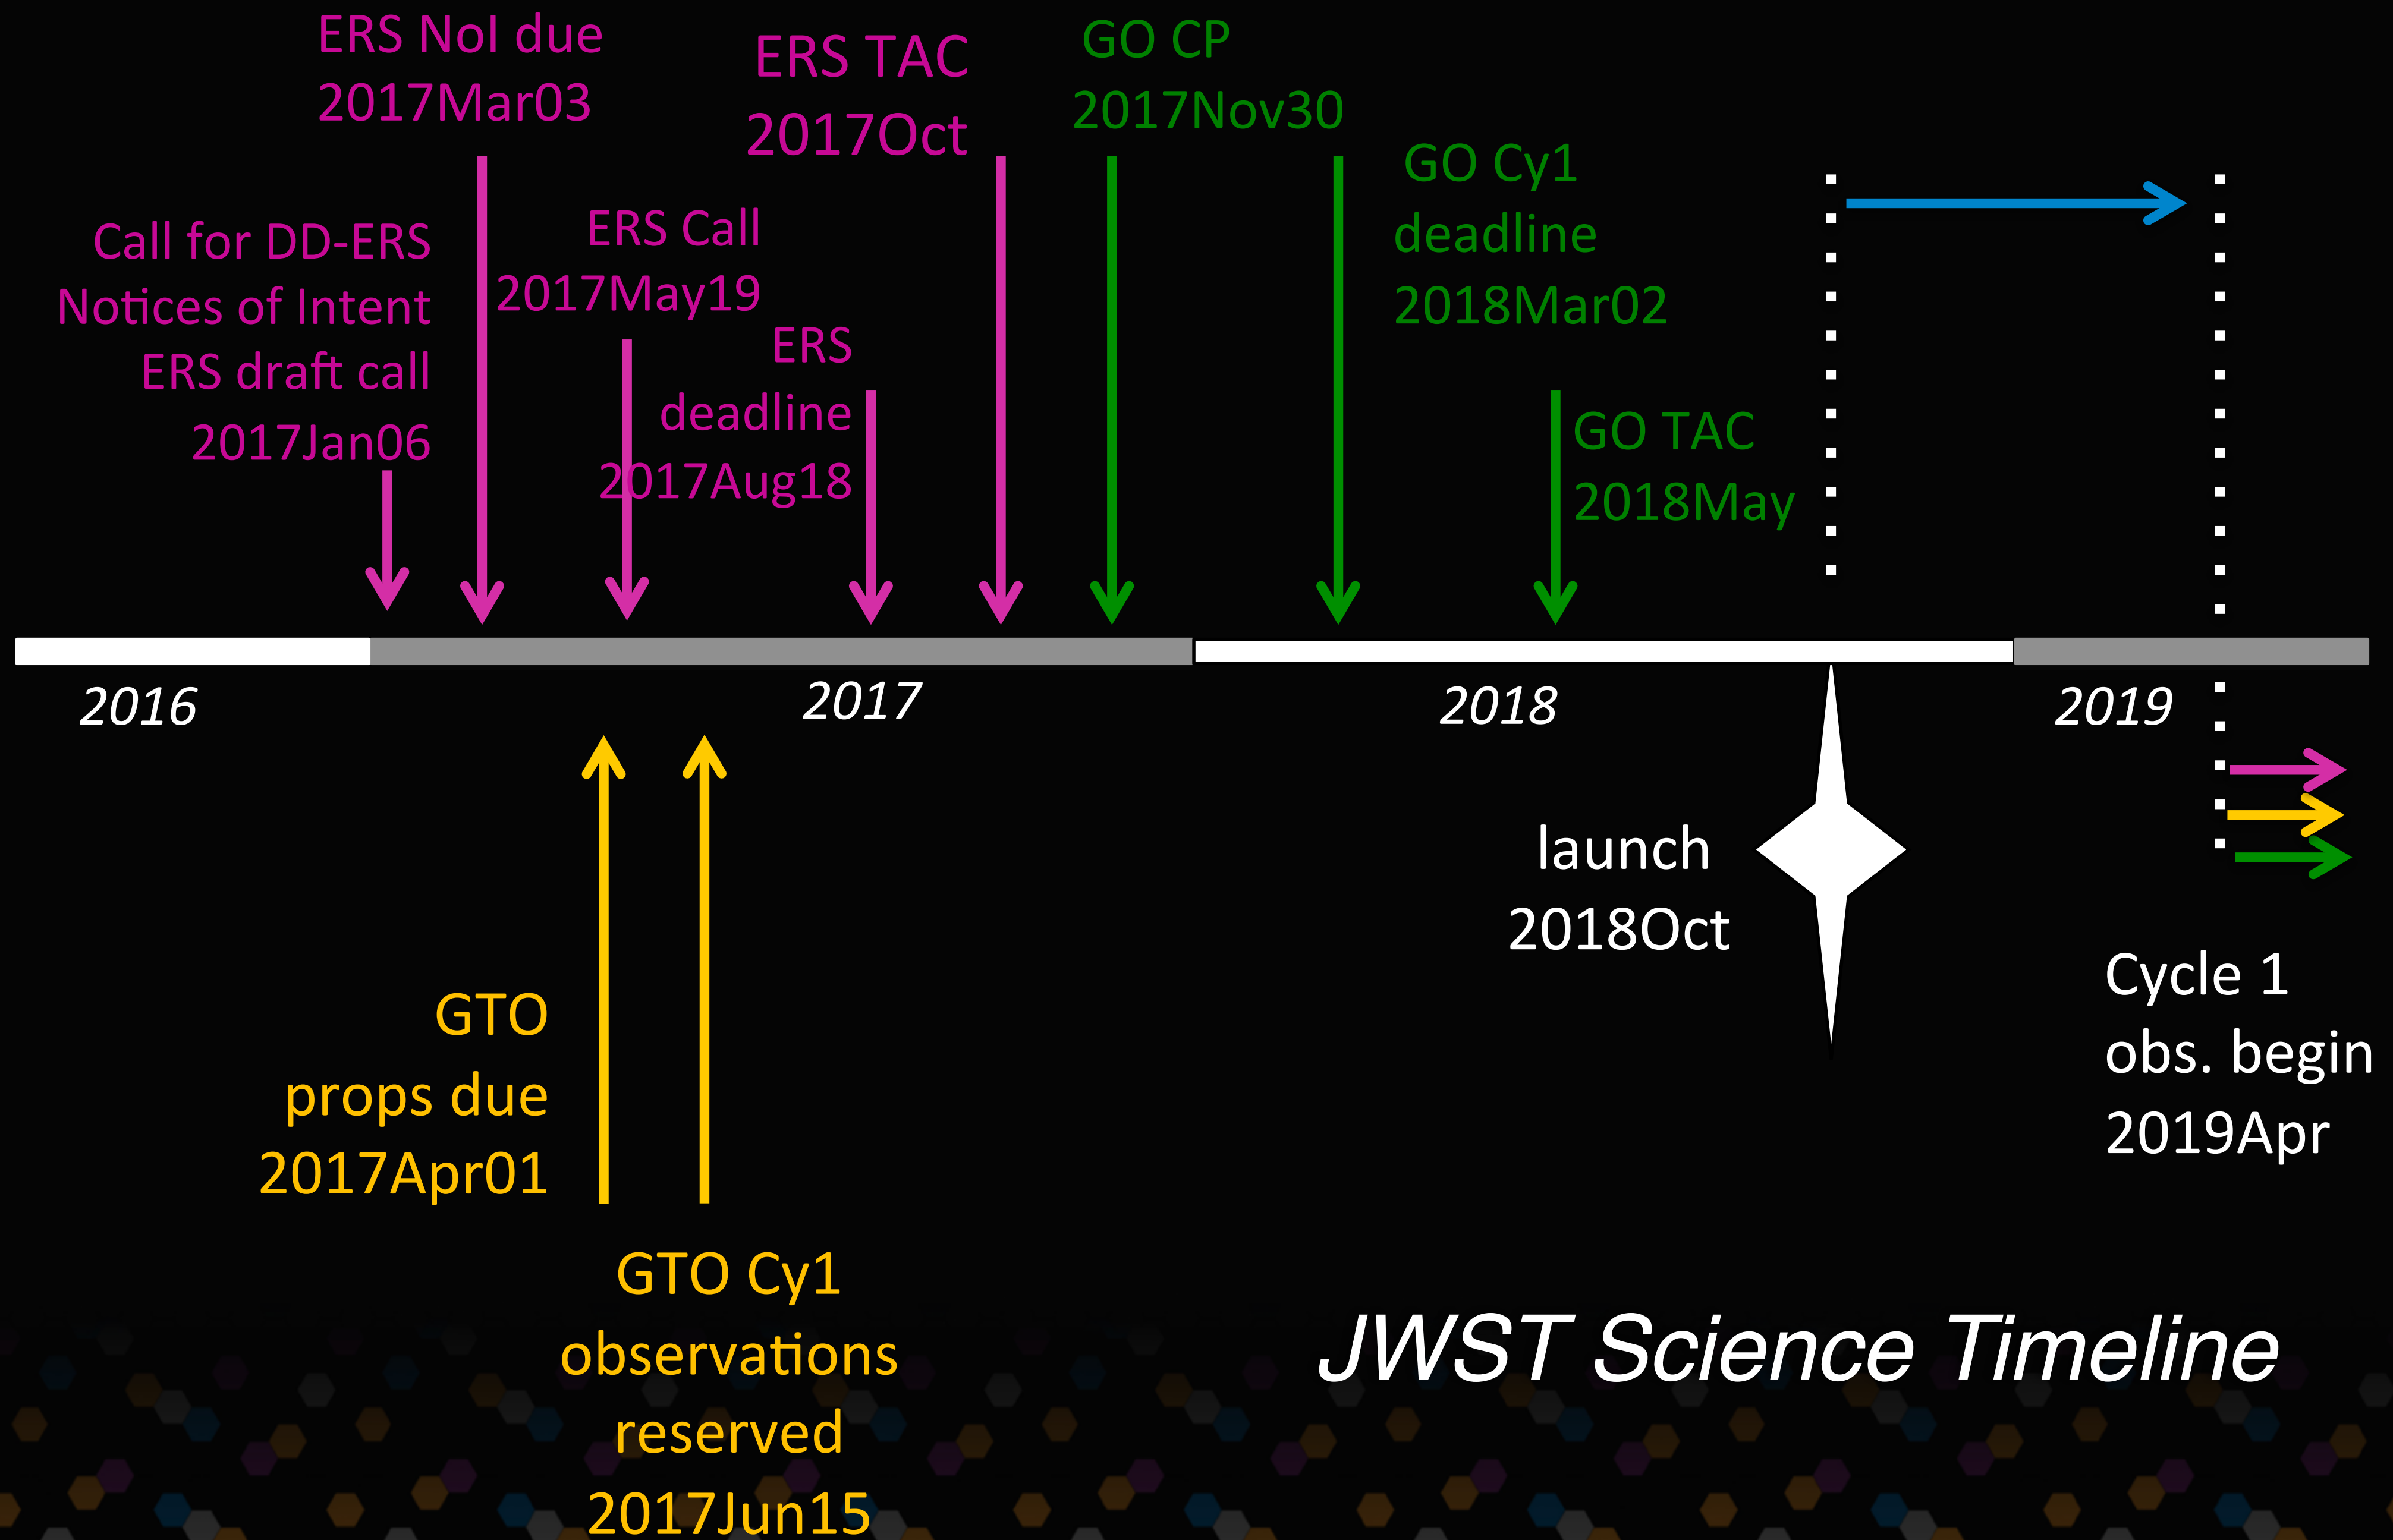 ERS NoI due
2017Mar03
ERS TAC
2017Oct
GO CP
2017Nov30
GO Cy1
deadline
2018Mar02
Call for DD-ERS
Notices of Intent
ERS draft call
2017Jan06
ERS Call
2017May19
ERS
deadline
2017Aug18
GO TAC
2018May
2016
2017
2018
2019
launch
2018Oct
Cycle 1
obs. begin
2019Apr
GTO
props due
2017Apr01
GTO Cy1
observations
reserved
2017Jun15
JWST Science Timeline